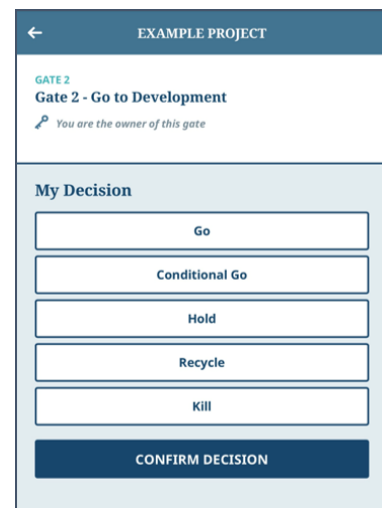 EXAMPLE PROJECT
GATE 2
Gate 2 - Go to Development
You are the owner of this gate
My Decision
Go
Conditional Go
Hold
Recycle
Kill
CONFIRM DECISION